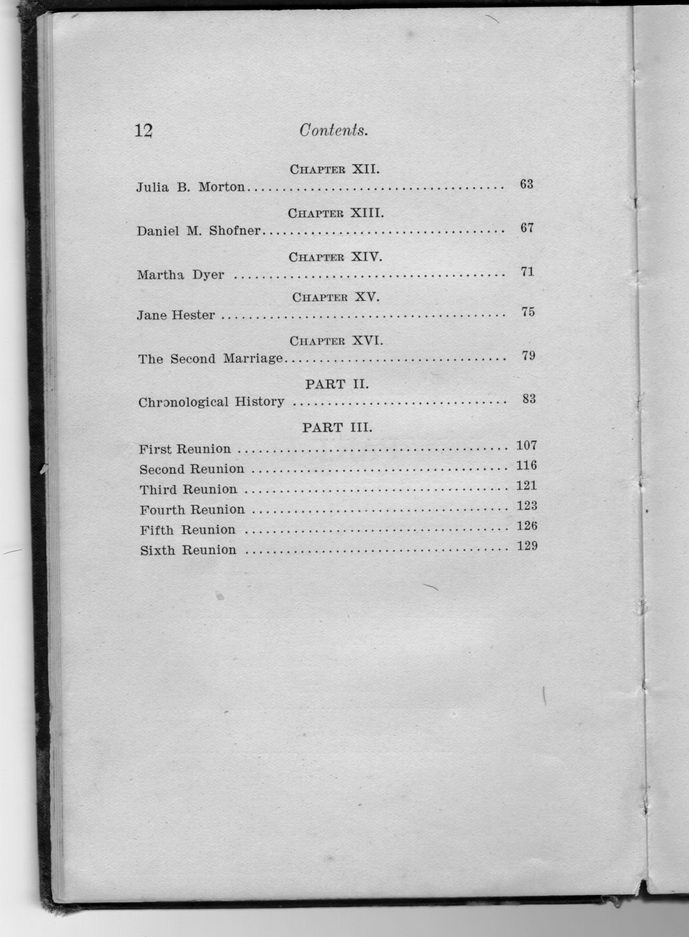 12 Contents.
CHAPTER XII.
Julia B. Morton..................................... 63
CHAPTER XIII.
Daniel M. Shofner................................... 67
CHAPTER XIV.
Martha Dyer ....................................... 71
CHAPTER XV.
Jane Hester ......................................... 75
CHAPTER XVI.
The Second Marriage................................ 79
PART II.
Chronological History ............................... 83
PART III.
First Reunion ....................................... 107
Second Reunion ..................................... 116
Third Reunion ...................................... 121
Fourth Reunion ..................................... 123
Fifth Reunion ...................................... 126
Sixth Reunion ...................................... 129